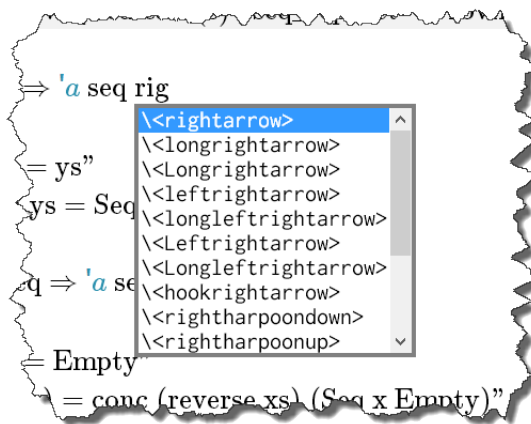 ⇒ 'a seq rig
\<rightarrow>
\<longrightarrow>
= ys”
\<Longrightarrow>
\<leftrightarrow>
ys = Seq
\<longleftrightarrow>
\<Leftrightarrow>
\<Longleftrightarrow>
⇒ 'a se
\<hookrightarrow>
\<rightharpoondown>
\<rightharpoonup>
= Empty”
) = conc (reverse xs) (Seq x Empty)”